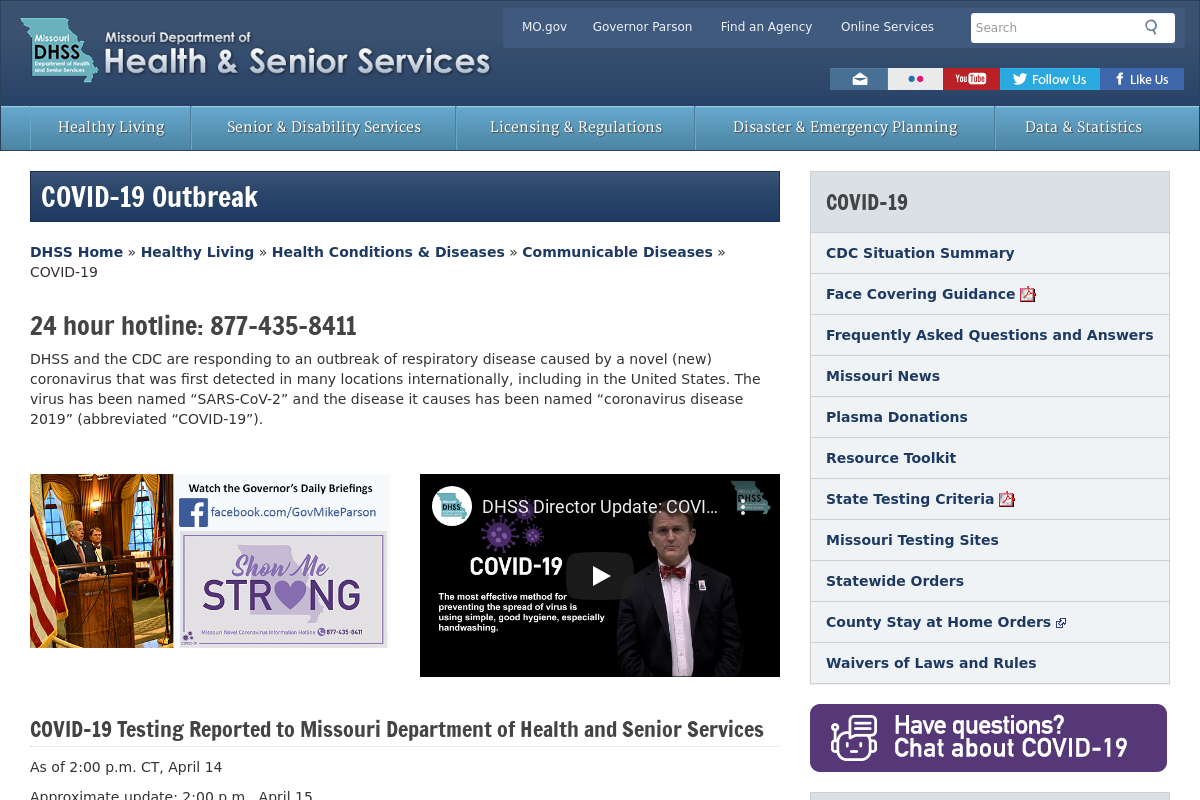 Missouri
DHSS
Department of Health
and Senior Services
Missouri Department of
Health & Senior Services
MO.gov
Governor Parson
Find an Agency
Online Services
Search
You Tube
Follow Us
Like Us
Healthy Living
Senior & Disability Services
Licensing & Regulations
Disaster & Emergency Planning
Data & Statistics
COVID-19 Outbreak
DHSS Home » Healthy Living » Health Conditions & Diseases » Communicable Diseases »
COVID-19
24 hour hotline: 877-435-8411
DHSS and the CDC are responding to an outbreak of respiratory disease caused by a novel (new)
coronavirus that was first detected in many locations internationally, including in the United States. The
virus has been named “SARS-CoV-2” and the disease it causes has been named “coronavirus disease
2019” (abbreviated “COVID-19”).
Watch the Governor's Daily Briefings
facebook.com/GovMikeParson
Show Me
STRONG
Missouri Novel Coronavirus Information Hotline 877-435-8411
DHSS Director Update: COVI…
COVID-19
The most effective method for
preventing the spread of virus is
using simple, good hygiene, especially
handwashing.
COVID-19 Testing Reported to Missouri Department of Health and Senior Services
As of 2:00 p.m. CT, April 14
Approximate update: 2:00 p.m., April 15
COVID-19
CDC Situation Summary
Face Covering Guidance
Frequently Asked Questions and Answers
Missouri News
Plasma Donations
Resource Toolkit
State Testing Criteria
Missouri Testing Sites
Statewide Orders
County Stay at Home Orders
Waivers of Laws and Rules
Have questions?
Chat about COVID-19